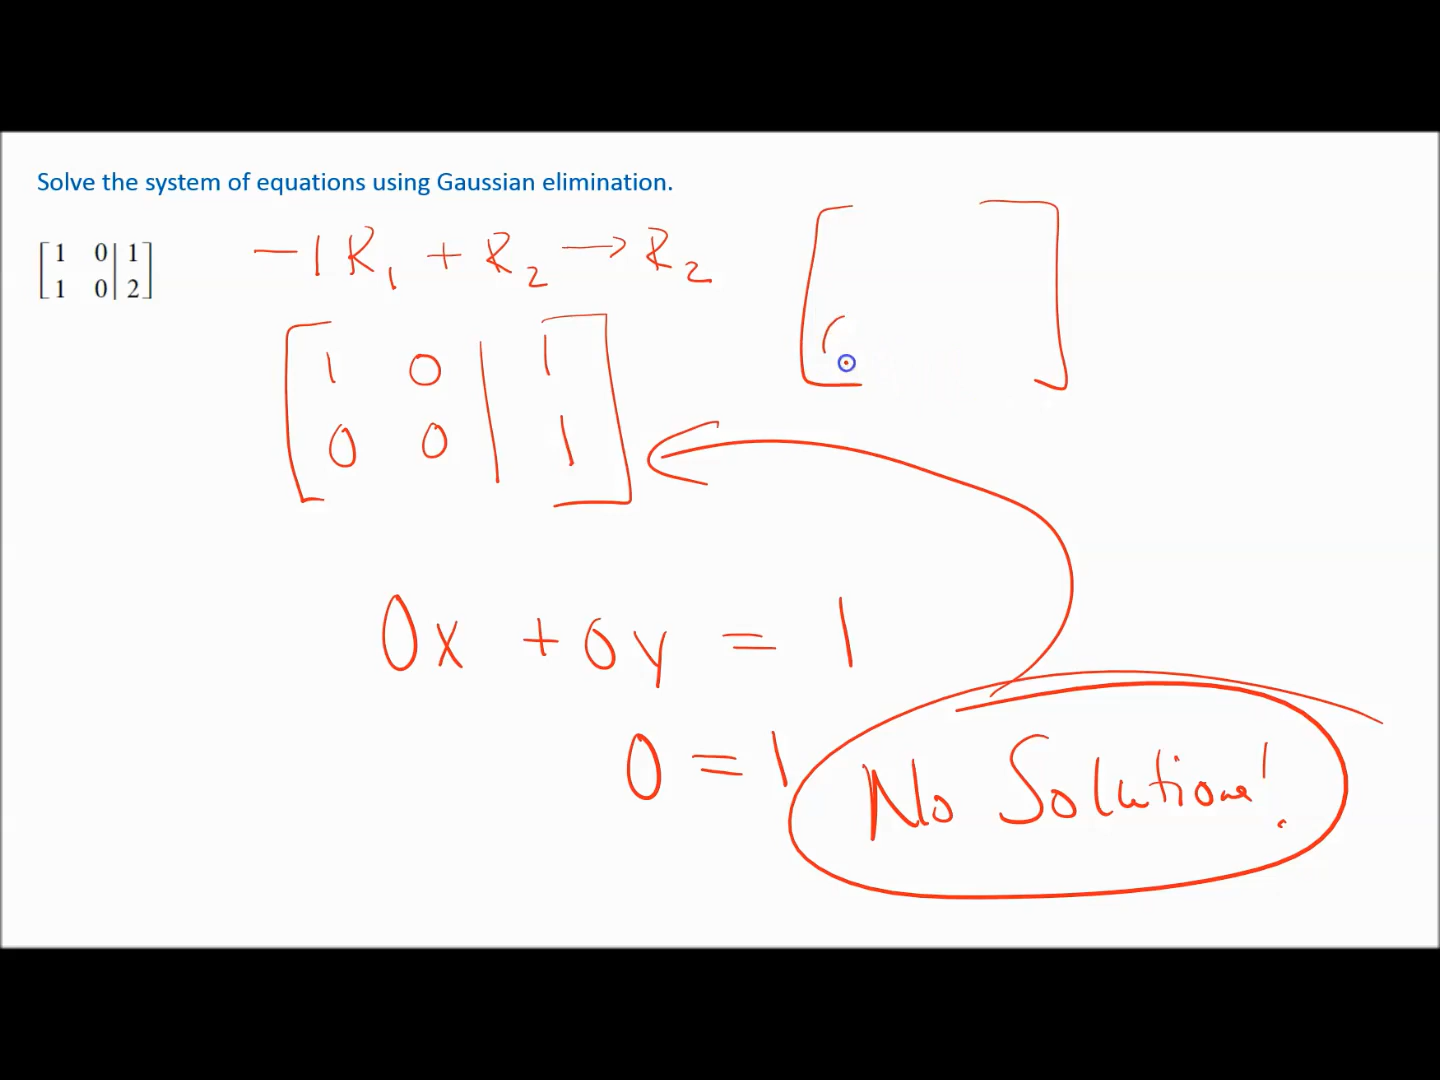 Solve the system of equations using Gaussian elimination.
[1 0 | 1]
[1 0 | 2]
-1R₁ + R₂ → R₂
[1 0 | 1]
[0 0 | 1]
0x + 0y = 1
0 = 1
No Solution!